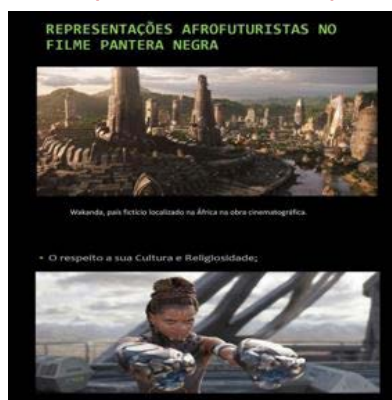 REPRESENTAÇÕES AFROFUTURISTAS NO
FILME PANTERA NEGRA
Wakanda, país fictício localizado na África na obra cinematográfica.
• O respeito a sua Cultura e Religiosidade;